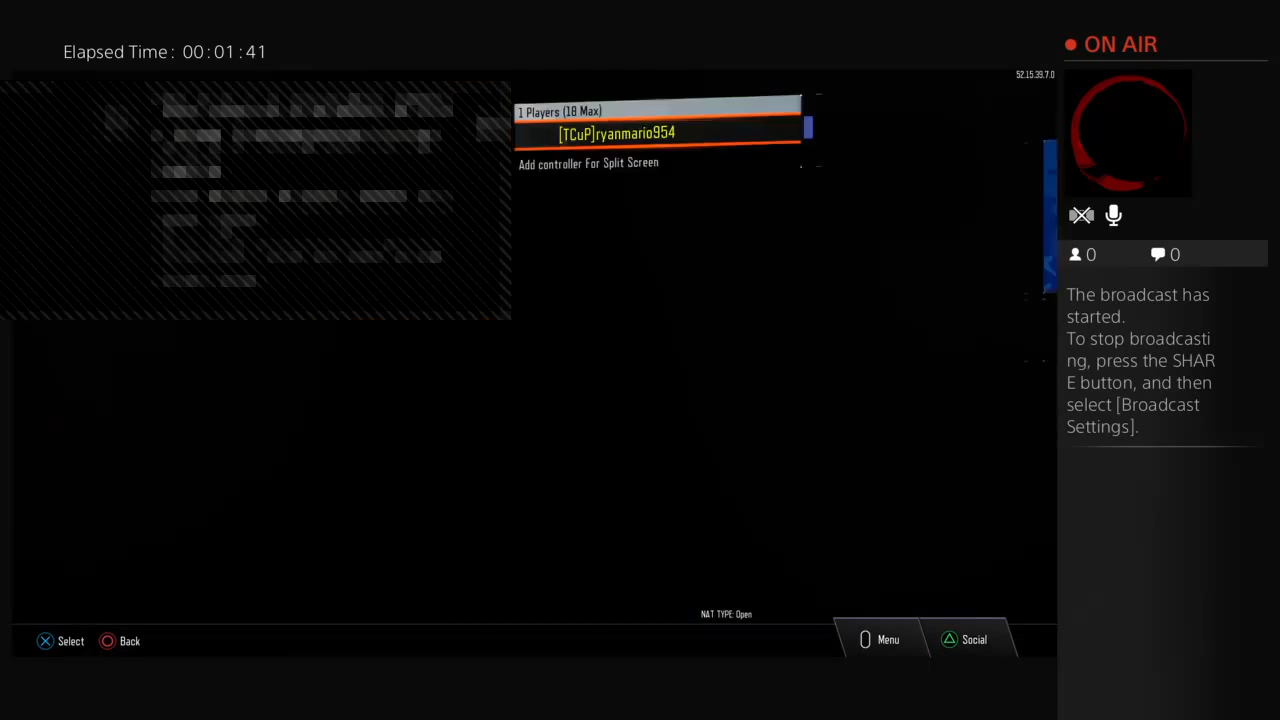 Elapsed Time: 00:01:41
ON AIR
52.15.39.7.0
1 Players (18 Max)
[TCuP]ryanmario954
Add controller For Split Screen
0
0
The broadcast has
started.
To stop broadcasti
ng, press the SHAR
E button, and then
select [Broadcast
Settings].
NAT TYPE: Open
Select
Back
Menu
Social